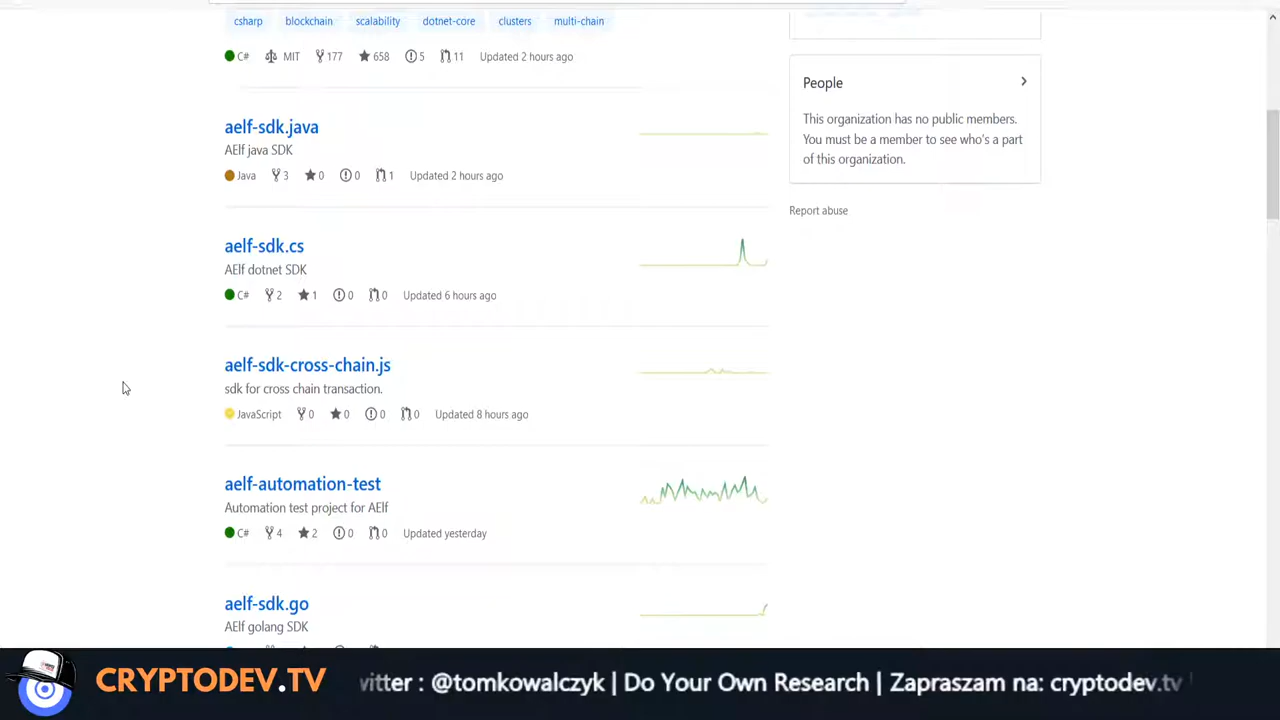 csharp blockchain scalability dotnet-core clusters multi-chain
C# MIT 177 658 5 11 Updated 2 hours ago
aelf-sdk.java
AElf java SDK
Java 3 0 0 1 Updated 2 hours ago
aelf-sdk.cs
AElf dotnet SDK
C# 2 1 0 0 Updated 6 hours ago
aelf-sdk-cross-chain.js
sdk for cross chain transaction.
JavaScript 0 0 0 0 Updated 8 hours ago
aelf-automation-test
Automation test project for AElf
C# 4 2 0 0 Updated yesterday
aelf-sdk.go
AElf golang SDK
People
This organization has no public members.
You must be a member to see who's a part
of this organization.
Report abuse
CRYPTODEV.TV
witter : @tomkowalczyk | Do Your Own Research | Zapraszam na: cryptodev.tv